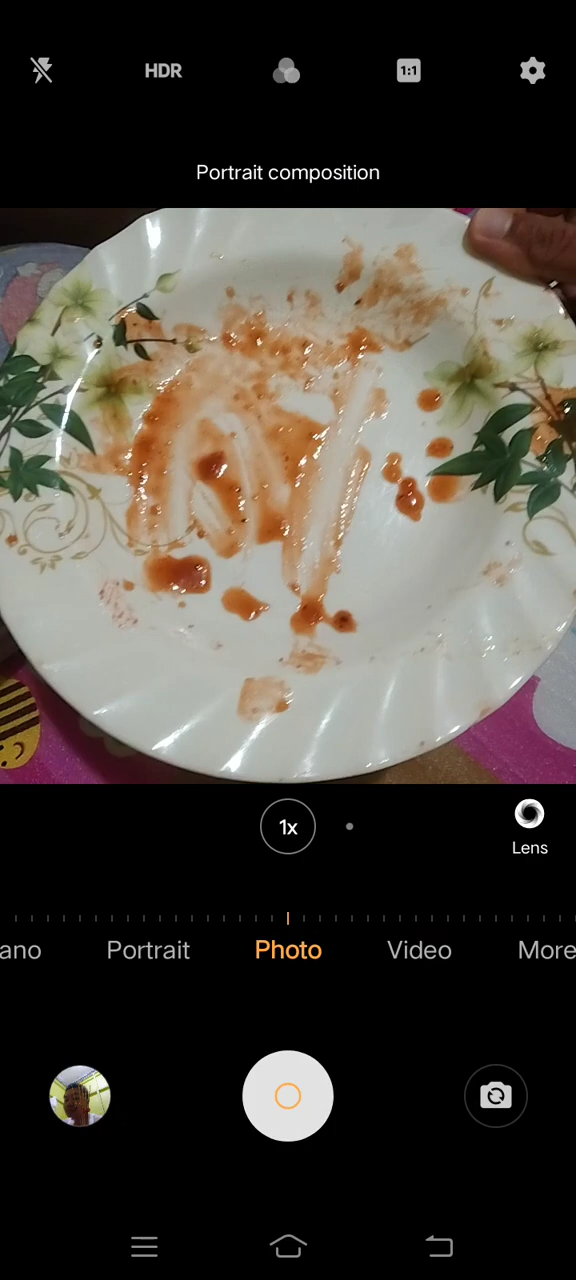 HDR
1:1
Portrait composition
1x
Lens
ano Portrait Photo Video More